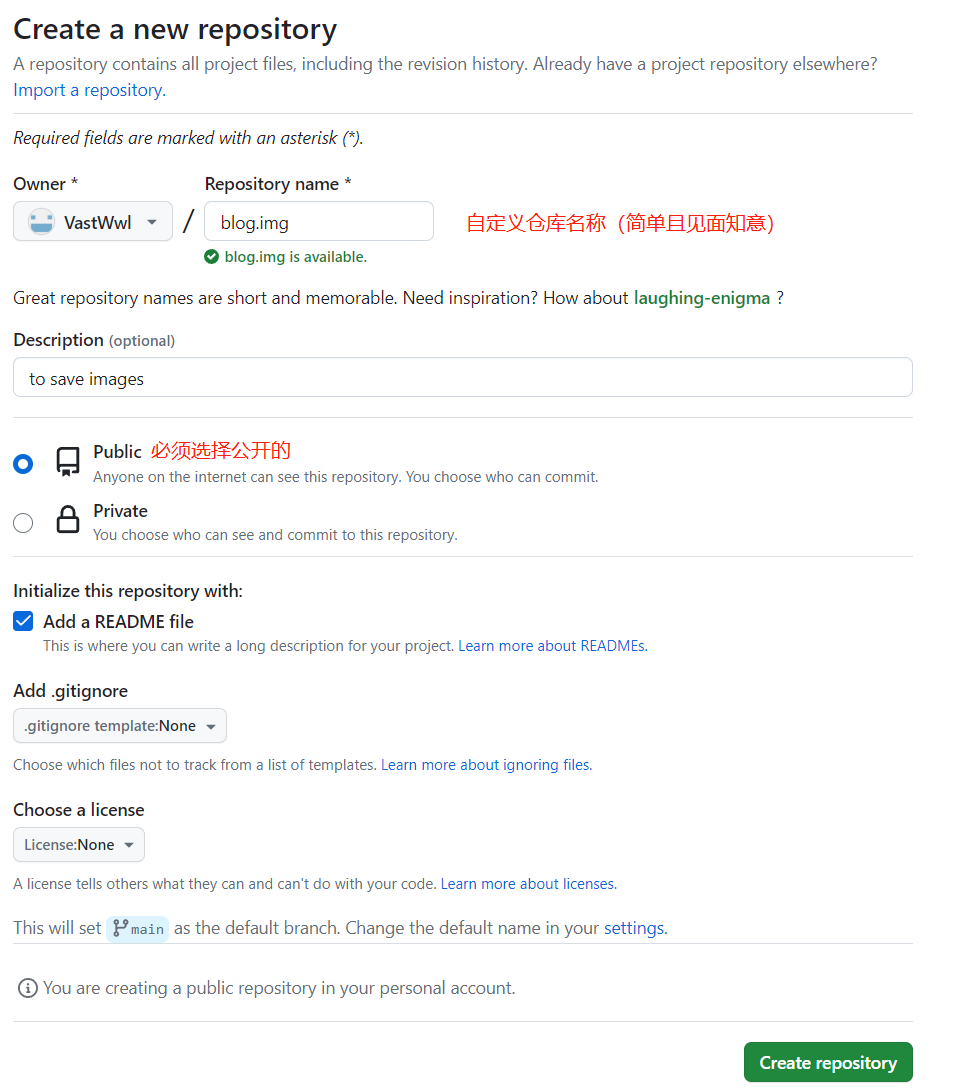 Create a new repository
A repository contains all project files, including the revision history. Already have a project repository elsewhere?
Import a repository.
Required fields are marked with an asterisk (*).
Owner * Repository name *
VastWwl / blog.img 自定义仓库名称（简单且见面知意）
blog.img is available.
Great repository names are short and memorable. Need inspiration? How about laughing-enigma ?
Description (optional)
to save images
Public 必须选择公开的
Anyone on the internet can see this repository. You choose who can commit.
Private
You choose who can see and commit to this repository.
Initialize this repository with:
Add a README file
This is where you can write a long description for your project. Learn more about READMEs.
Add .gitignore
.gitignore template:None
Choose which files not to track from a list of templates. Learn more about ignoring files.
Choose a license
License:None
A license tells others what they can and can't do with your code. Learn more about licenses.
This will set main as the default branch. Change the default name in your settings.
You are creating a public repository in your personal account.
Create repository